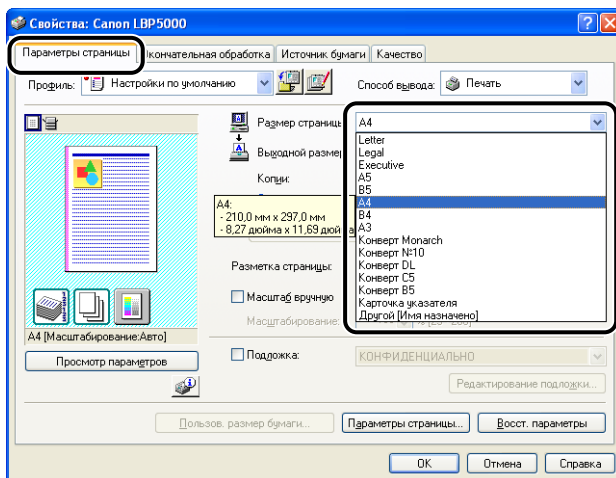 Свойства: Canon LBP5000
Параметры страницы Окончательная обработка Источник бумаги Качество
Профиль: Настройки по умолчанию Способ вывода: Печать
Размер страницы A4
Выходной размер
Letter
Legal
Executive
A5
B5
A4
B4
A3
Конверт Monarch
Конверт №10
Конверт DL
Конверт C5
Конверт B5
Карточка указателя
Другой [Имя назначено]
Копии:
A4:
- 210,0 мм x 297,0 мм
- 8,27 дюйма x 11,69 дюйма
Разметка страницы:
Масштаб вручную
Масштабирование:
A4 [Масштабирование:Авто]
Просмотр параметров
Подложка: КОНФИДЕНЦИАЛЬНО
Редактирование подложки...
Пользов. размер бумаги... Параметры страницы... Восст. параметры
OK Отмена Справка